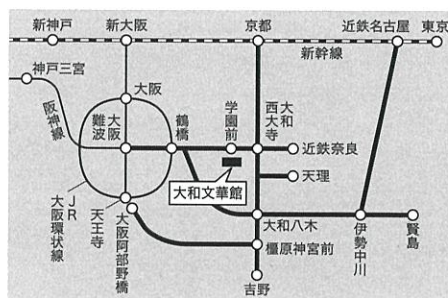 新神戸
新大阪
京都
近鉄名古屋
東京
新幹線
神戸三宮
阪神線
大阪
大阪難波
鶴橋
学園前
大和西大寺
近鉄奈良
天理
大和文華館
JR大阪環状線
天王寺
大阪阿部野橋
大和八木
橿原神宮前
吉野
伊勢中川
賢島